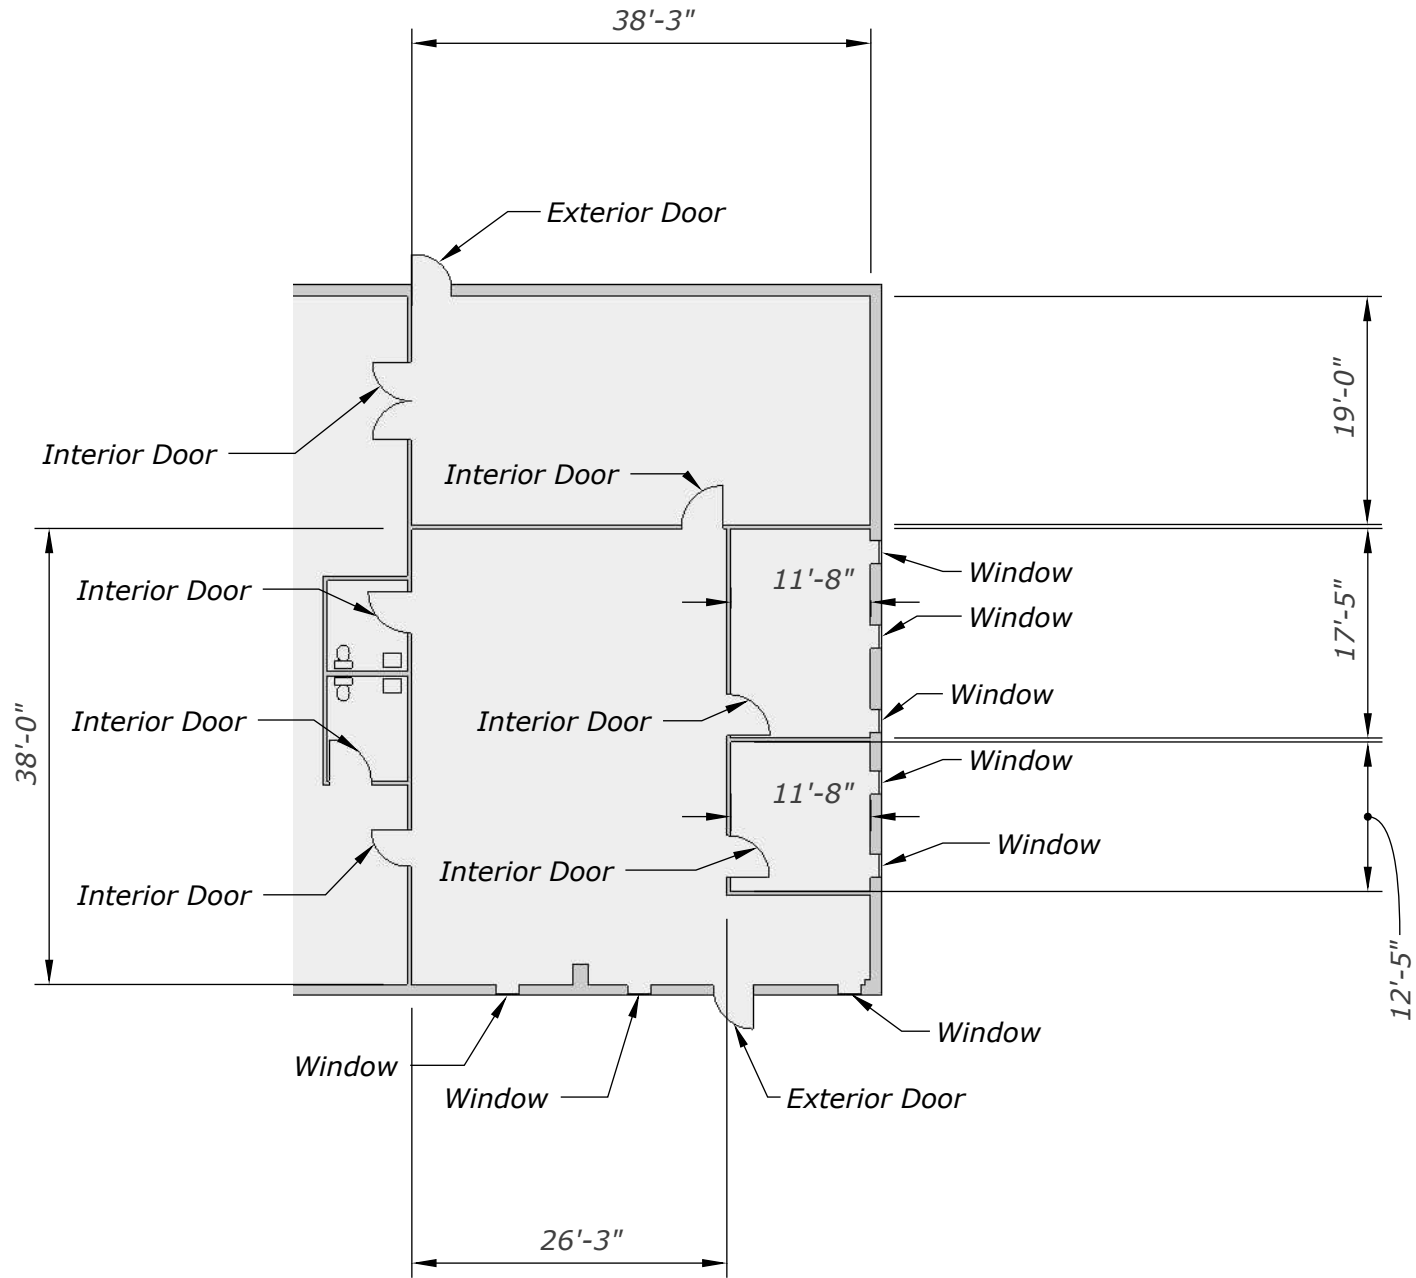 38'-3"
Exterior Door
19'-0"
Interior Door
Interior Door
Window
11'-8"
Interior Door
Window
17'-5"
Window
Interior Door
Interior Door
38'-0"
Window
11'-8"
Window
Interior Door
Interior Door
12'-5"
Window
Window
Window
Exterior Door
26'-3"